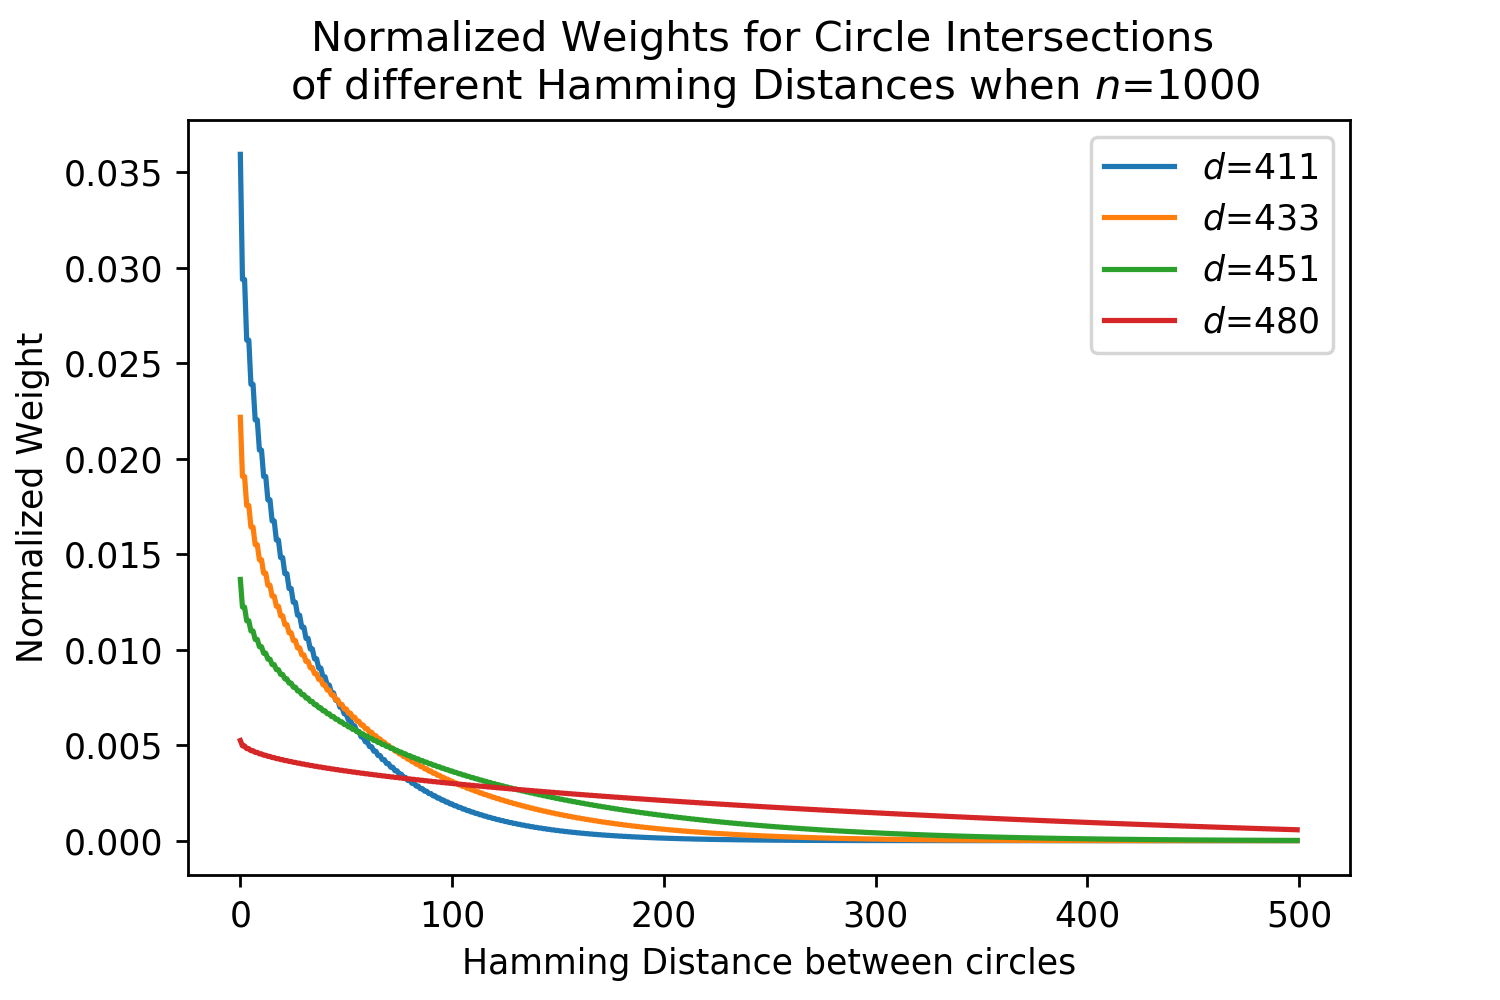 Normalized Weights for Circle Intersections
of different Hamming Distances when n=1000
d=411
d=433
d=451
d=480
Normalized Weight
0.035
0.030
0.025
0.020
0.015
0.010
0.005
0.000
0 100 200 300 400 500
Hamming Distance between circles